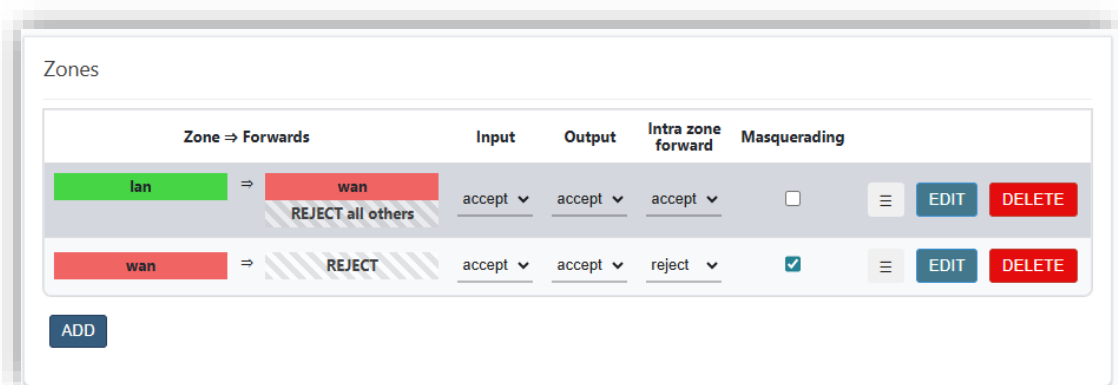 Zones
Zone ⇒ Forwards Input Output Intra zone forward Masquerading
lan ⇒ wan accept accept accept ☰ EDIT DELETE
REJECT all others
wan ⇒ REJECT accept accept reject ☰ EDIT DELETE
ADD